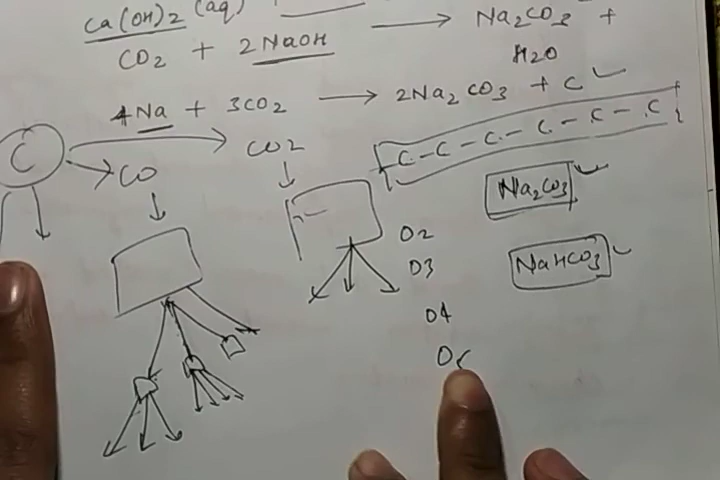 Ca(OH)2 (aq)
CO2 + 2NaOH → Na2CO3 +
H2O
4Na + 3CO2 → 2Na2CO3 + C
C
CO
CO2
C-C-C-C-C-C
Na2CO3
NaHCO3
O2
O3
O4